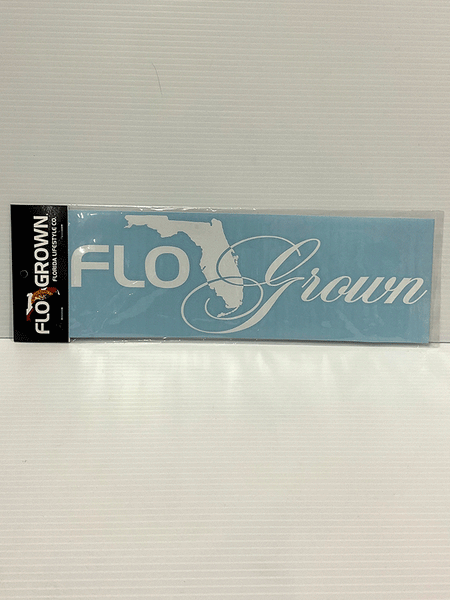 FLO GROWN.
FLORIDA LIFESTYLE CO.
FLO Grown